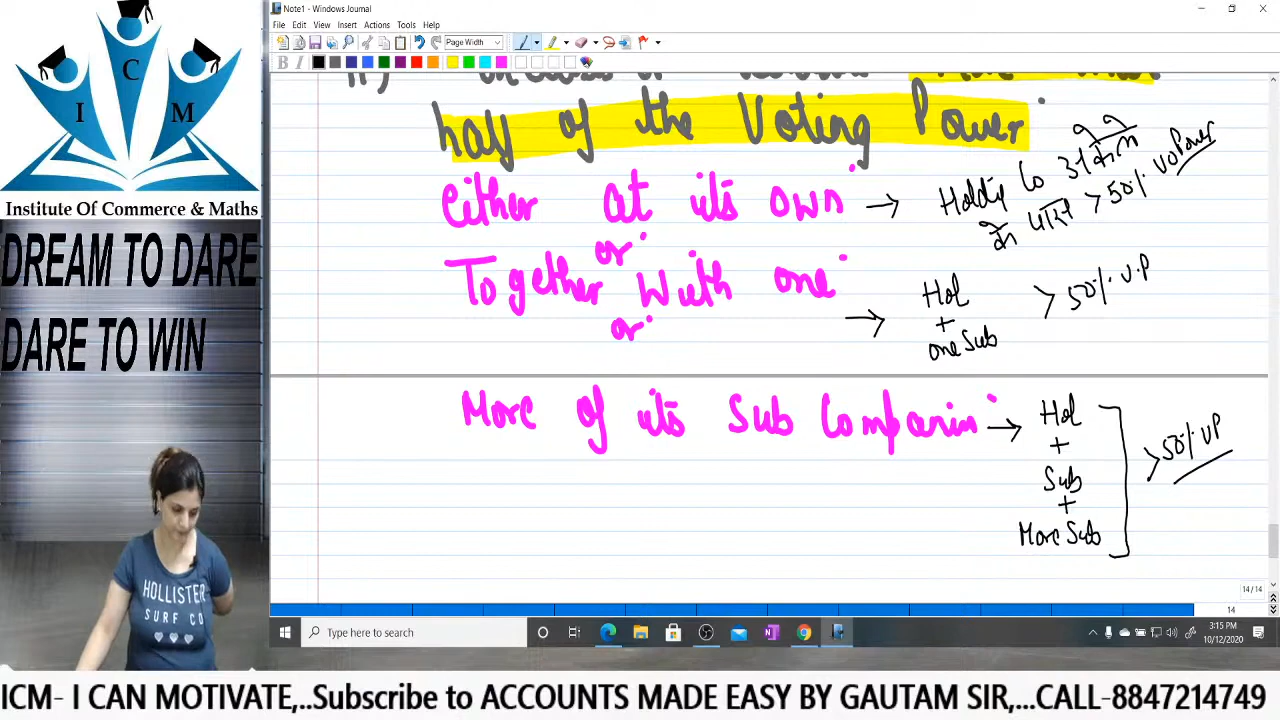 Note1 - Windows Journal
File Edit View Insert Actions Tools Help
Page Width
B I
I C M
Institute Of Commerce & Maths
DREAM TO DARE
DARE TO WIN
HOLLISTER
SURF CO
half of the Voting Power
Either at its own → Holding Co > 50% Vo Power
or
Together With one → Hol + one Sub > 50% V.P
or
More of its Sub Companies → Hol + Sub + More Sub > 50% VP
14/14
14
Type here to search
3:15 PM
10/12/2020
ICM- I CAN MOTIVATE,..Subscribe to ACCOUNTS MADE EASY BY GAUTAM SIR,...CALL-8847214749